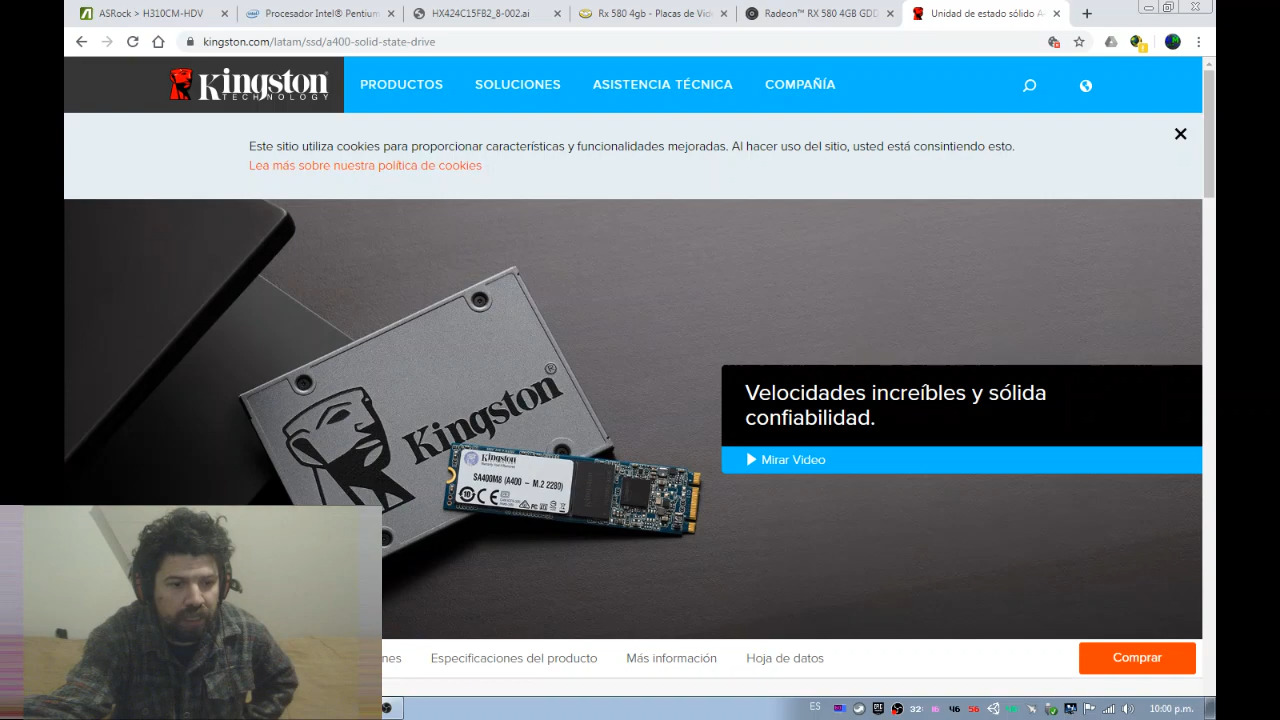 ASRock > H310CM-HDV
Procesador Intel® Pentium
HX424C15FB2_8-002.ai
Rx 580 4gb - Placas de Vid
Radeon™ RX 580 4GB GDD
Unidad de estado sólido A
kingston.com/latam/ssd/a400-solid-state-drive
Kingston
TECHNOLOGY
PRODUCTOS
SOLUCIONES
ASISTENCIA TÉCNICA
COMPAÑÍA
Este sitio utiliza cookies para proporcionar características y funcionalidades mejoradas. Al hacer uso del sitio, usted está consintiendo esto.
Lea más sobre nuestra política de cookies
Kingston®
Kingston
SA400M8 (A400 – M.2 2280)
Velocidades increíbles y sólida
confiabilidad.
Mirar Video
nes
Especificaciones del producto
Más información
Hoja de datos
Comprar
ES
32
46
56
10:00 p.m.